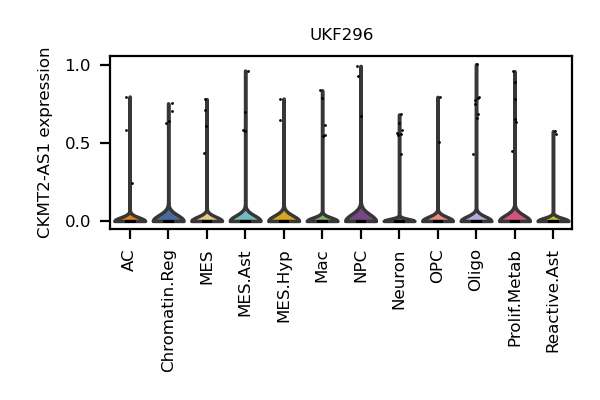 UKF296
CKMT2-AS1 expression
1.0
0.5
0.0
AC
Chromatin.Reg
MES
MES.Ast
MES.Hyp
Mac
NPC
Neuron
OPC
Oligo
Prolif.Metab
Reactive.Ast